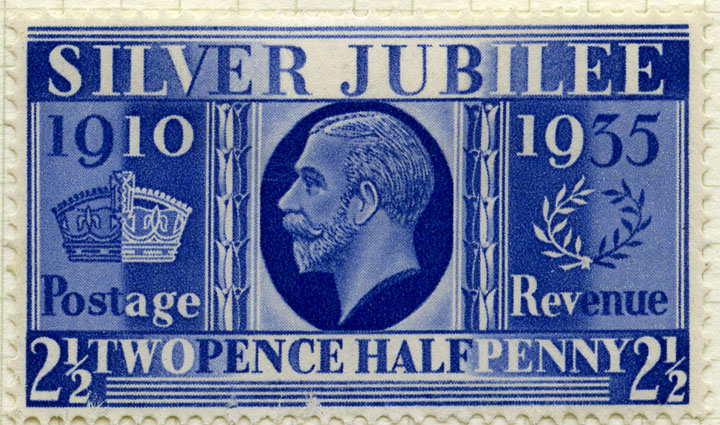 SILVER JUBILEE
1910 1935
Postage Revenue
2½ TWOPENCE HALFPENNY 2½